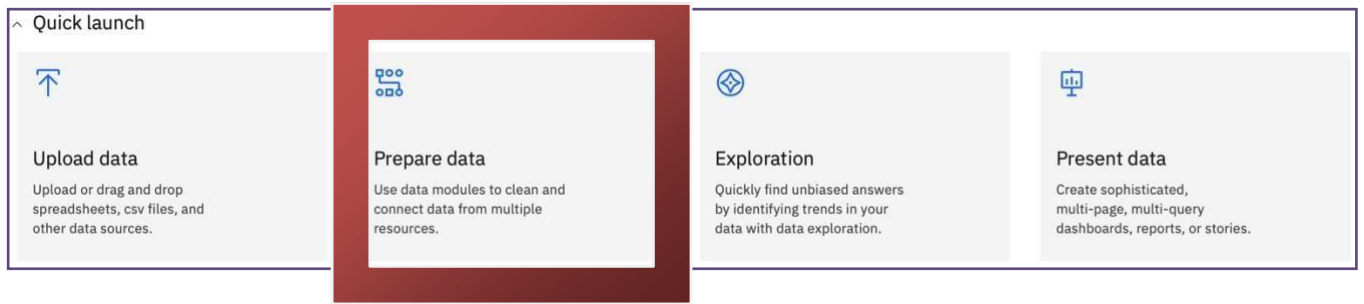 Quick launch
Upload data
Upload or drag and drop
spreadsheets, csv files, and
other data sources.
Prepare data
Use data modules to clean and
connect data from multiple
resources.
Exploration
Quickly find unbiased answers
by identifying trends in your
data with data exploration.
Present data
Create sophisticated,
multi-page, multi-query
dashboards, reports, or stories.